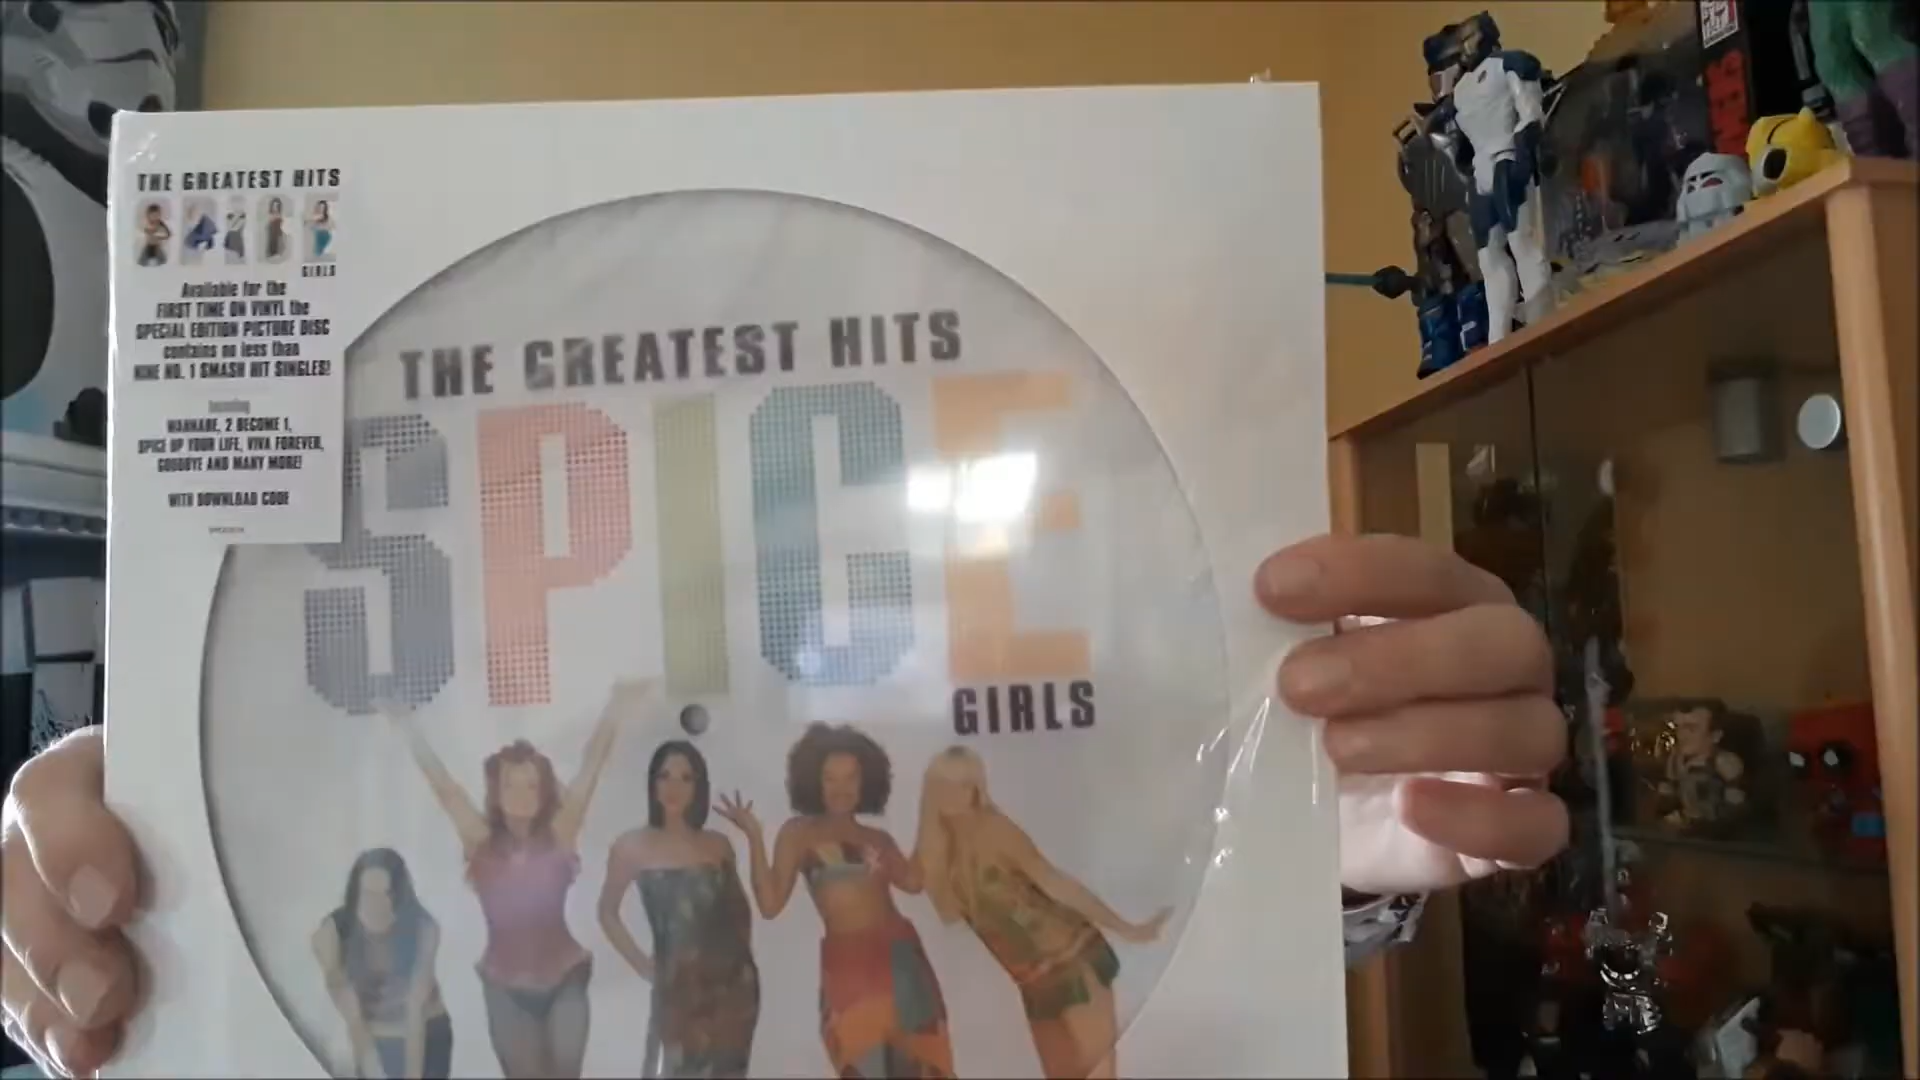 THE GREATEST HITS
SPICE
GIRLS
Available for the
FIRST TIME ON VINYL the
SPECIAL EDITION PICTURE DISC
contains no less than
NINE NO. 1 SMASH HIT SINGLES!
Including
WANNABE, 2 BECOME 1,
SPICE UP YOUR LIFE, VIVA FOREVER,
GOODBYE AND MANY MORE!
WITH DOWNLOAD CODE
THE GREATEST HITS
SPICE
GIRLS